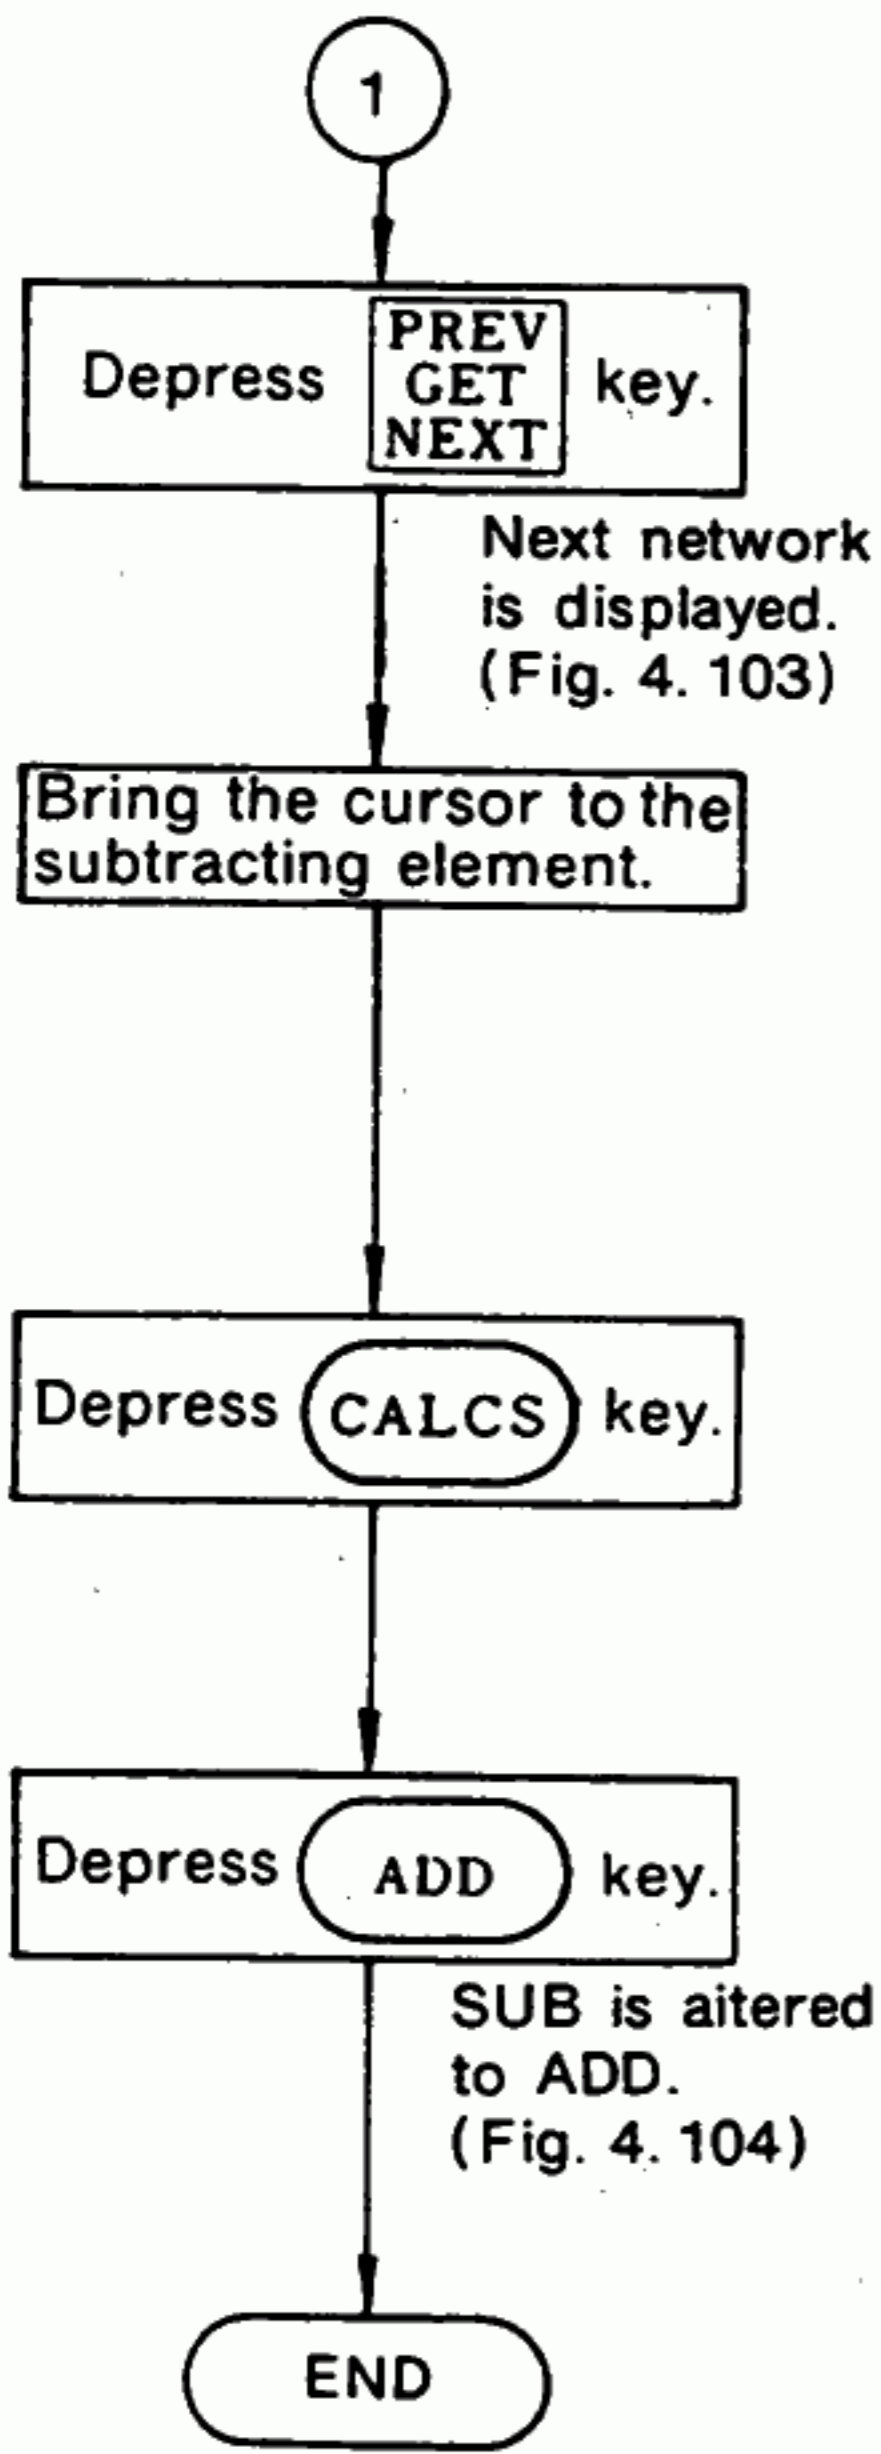 1
Depress PREV GET NEXT key.
Next network
is displayed.
(Fig. 4. 103)
Bring the cursor to the
subtracting element.
Depress CALCS key.
Depress ADD key.
SUB is aitered
to ADD.
(Fig. 4. 104)
END